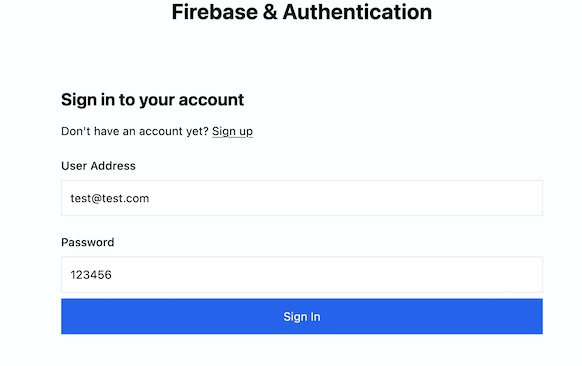 Firebase & Authentication
Sign in to your account
Don't have an account yet? Sign up
User Address
test@test.com
Password
123456
Sign In